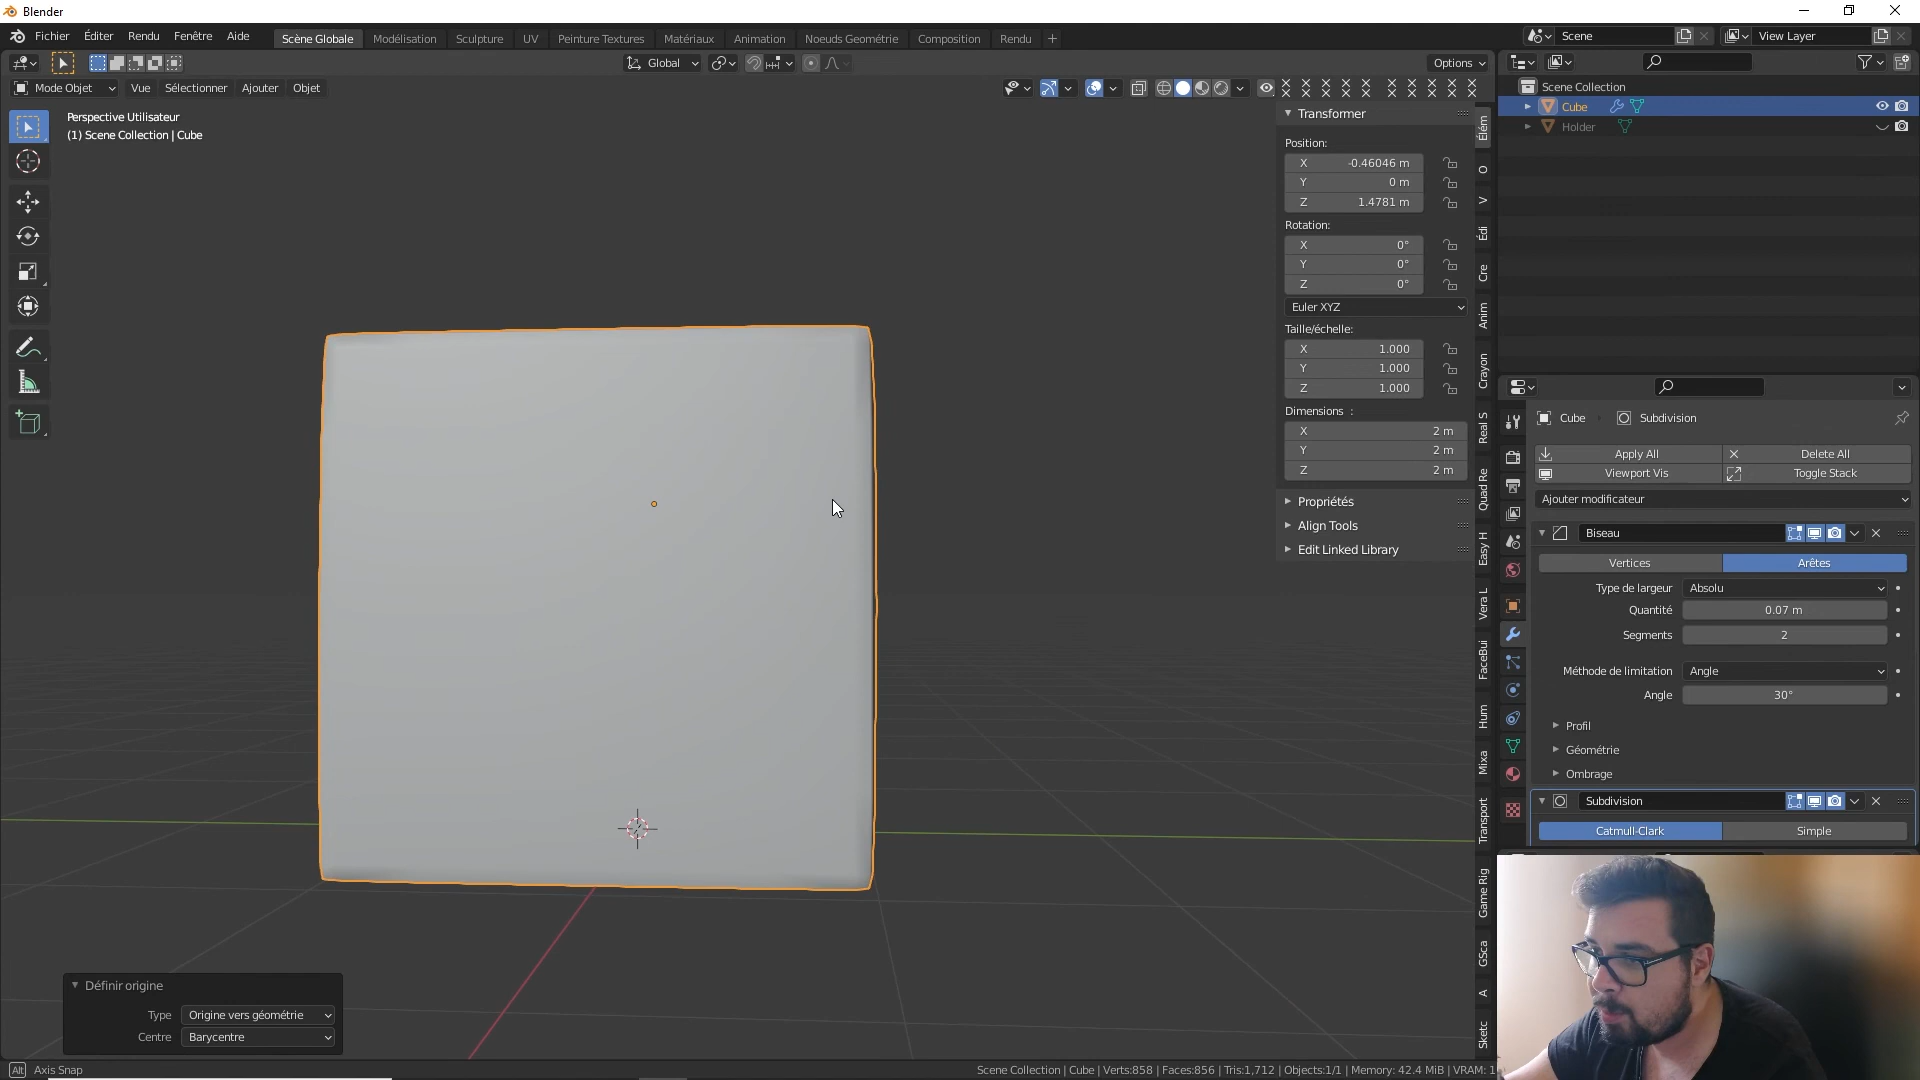 Blender
Fichier Éditer Rendu Fenêtre Aide
Scène Globale Modélisation Sculpture UV Peinture Textures Matériaux Animation Noeuds Geométrie Composition Rendu
Scene
View Layer
Global
Options
Mode Objet Vue Sélectionner Ajouter Objet
Perspective Utilisateur
(1) Scene Collection | Cube
Transformer
Position:
X -0.46046 m
Y 0 m
Z 1.4781 m
Rotation:
X 0°
Y 0°
Z 0°
Euler XYZ
Taille/échelle:
X 1.000
Y 1.000
Z 1.000
Dimensions :
X 2 m
Y 2 m
Z 2 m
Propriétés
Align Tools
Edit Linked Library
Élém
O
V
Édi
Cre
Anim
Crayon
Real S
Quad Re
Easy H
Vera L
FaceBui
Hum
Mixa
Transport
Game Rig
GSca
A
Sketc
Scene Collection
Cube
Holder
Cube Subdivision
Apply All Delete All
Viewport Vis Toggle Stack
Ajouter modificateur
Biseau
Vertices Arêtes
Type de largeur Absolu
Quantité 0.07 m
Segments 2
Méthode de limitation Angle
Angle 30°
Profil
Géométrie
Ombrage
Subdivision
Catmull-Clark Simple
Définir origine
Type Origine vers géométrie
Centre Barycentre
Alt Axis Snap
Scene Collection | Cube | Verts:858 | Faces:856 | Tris:1,712 | Objects:1/1 | Memory: 42.4 MiB | VRAM: 1